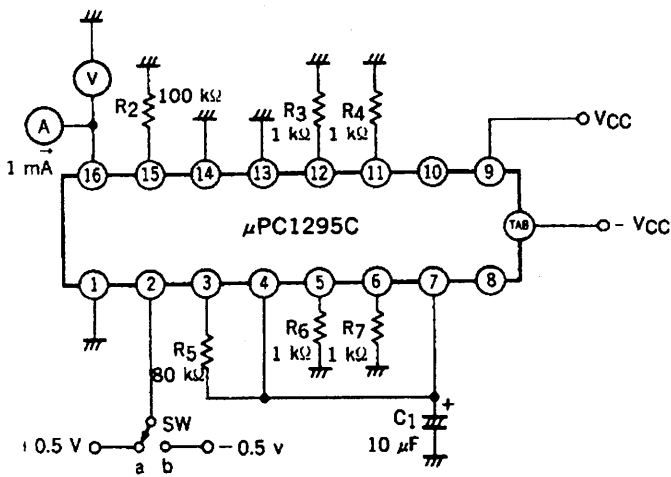 V
A
1 mA
R2 100 kΩ
R3
1 kΩ
R4
1 kΩ
VCC
16 15 14 13 12 11 10 9
μPC1295C
TAB
- VCC
1 2 3 4 5 6 7 8
R5
80 kΩ
R6
1 kΩ
R7
1 kΩ
SW
+ 0.5 V
a b
- 0.5 v
C1
+
10 μF